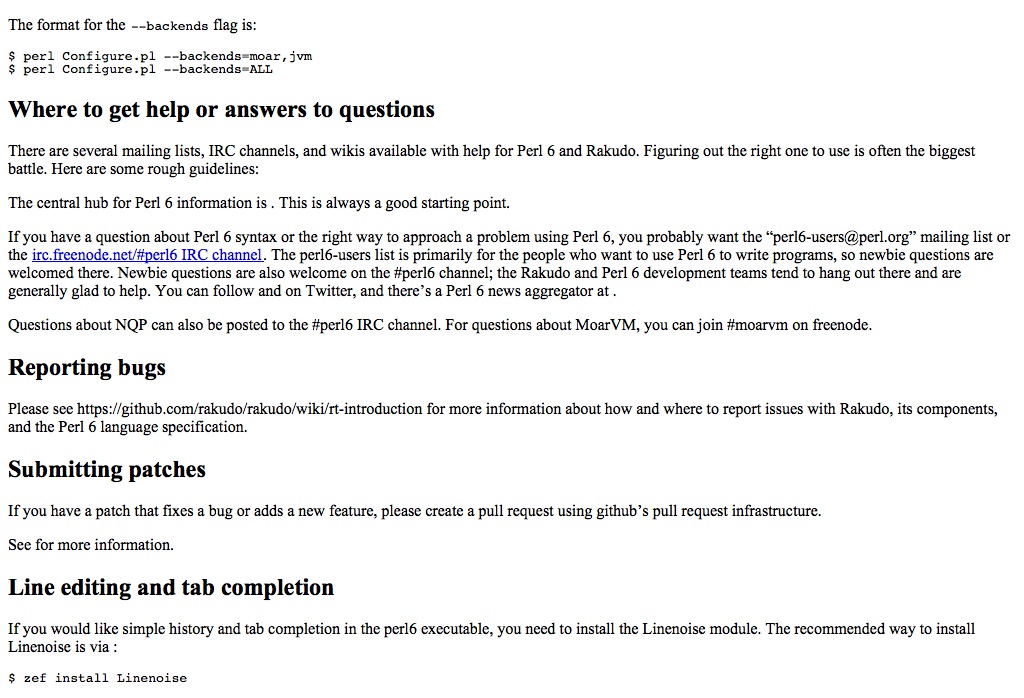 The format for the --backends flag is:
$ perl Configure.pl --backends=moar,jvm
$ perl Configure.pl --backends=ALL
Where to get help or answers to questions
There are several mailing lists, IRC channels, and wikis available with help for Perl 6 and Rakudo. Figuring out the right one to use is often the biggest
battle. Here are some rough guidelines:
The central hub for Perl 6 information is . This is always a good starting point.
If you have a question about Perl 6 syntax or the right way to approach a problem using Perl 6, you probably want the “perl6-users@perl.org” mailing list or
the irc.freenode.net/#perl6 IRC channel. The perl6-users list is primarily for the people who want to use Perl 6 to write programs, so newbie questions are
welcomed there. Newbie questions are also welcome on the #perl6 channel; the Rakudo and Perl 6 development teams tend to hang out there and are
generally glad to help. You can follow and on Twitter, and there’s a Perl 6 news aggregator at .
Questions about NQP can also be posted to the #perl6 IRC channel. For questions about MoarVM, you can join #moarvm on freenode.
Reporting bugs
Please see https://github.com/rakudo/rakudo/wiki/rt-introduction for more information about how and where to report issues with Rakudo, its components,
and the Perl 6 language specification.
Submitting patches
If you have a patch that fixes a bug or adds a new feature, please create a pull request using github’s pull request infrastructure.
See for more information.
Line editing and tab completion
If you would like simple history and tab completion in the perl6 executable, you need to install the Linenoise module. The recommended way to install
Linenoise is via :
$ zef install Linenoise